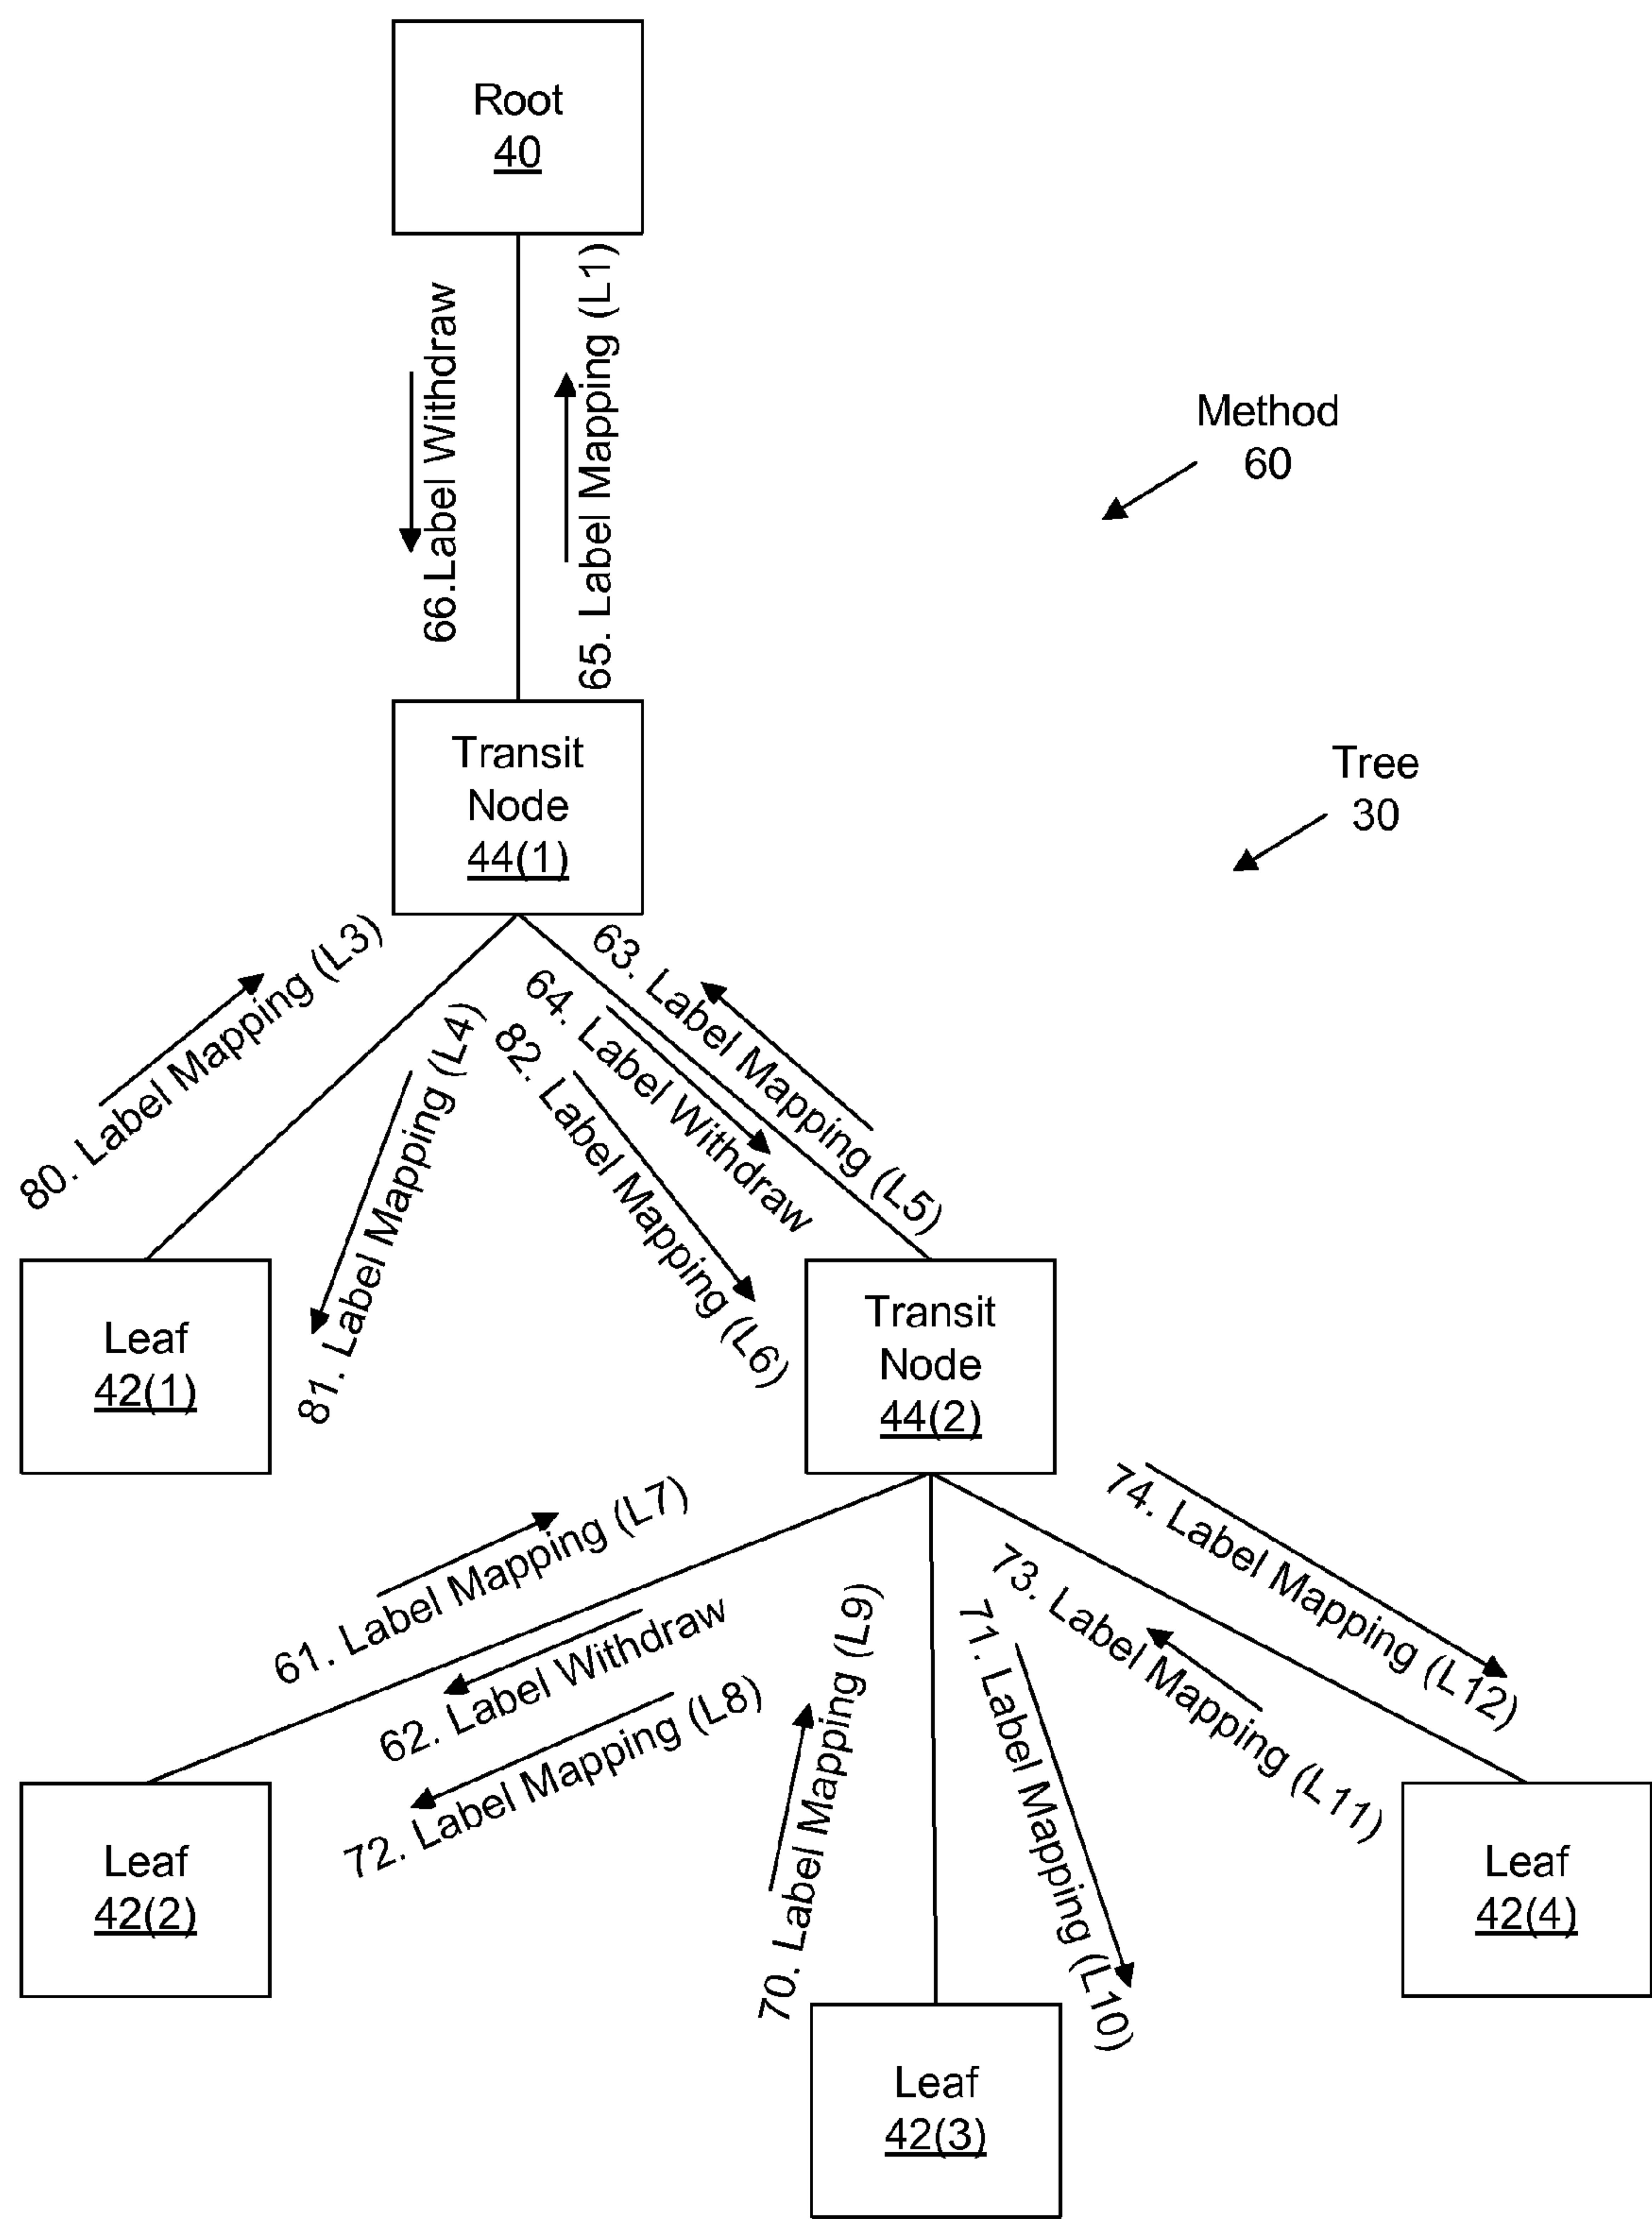 Root
40
66.Label Withdraw
65. Label Mapping (L1)
Method
60
Transit
Node
44(1)
Tree
30
80. Label Mapping (L3)
81. Label Mapping (L4)
82. Label Mapping (L6)
64. Label Withdraw
63. Label Mapping (L5)
Leaf
42(1)
Transit
Node
44(2)
61. Label Mapping (L7)
62. Label Withdraw
72. Label Mapping (L8)
70. Label Mapping (L9)
71. Label Mapping (L10)
73. Label Mapping (L11)
74. Label Mapping (L12)
Leaf
42(2)
Leaf
42(3)
Leaf
42(4)